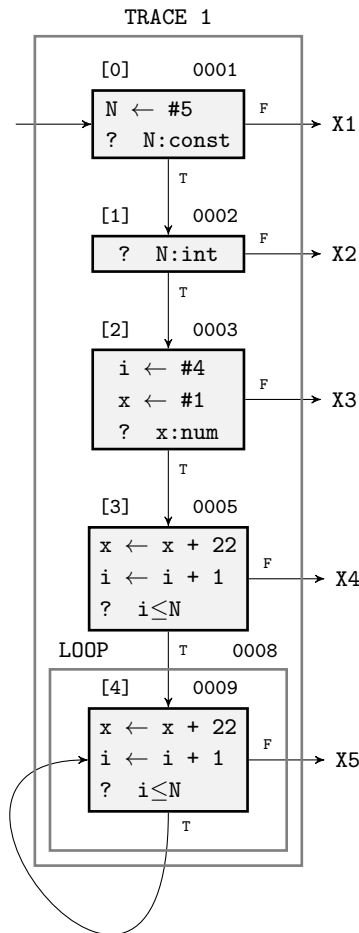 TRACE 1
[0] 0001
N ← #5
? N:const
F
X1
T
[1] 0002
? N:int
F
X2
T
[2] 0003
i ← #4
x ← #1
? x:num
F
X3
T
[3] 0005
x ← x + 22
i ← i + 1
? i≤N
F
X4
T
LOOP 0008
[4] 0009
x ← x + 22
i ← i + 1
? i≤N
F
X5
T